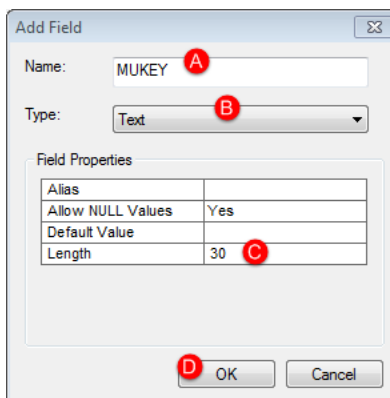 Add Field
Name: MUKEY A
Type: Text B
Field Properties
Alias
Allow NULL Values Yes
Default Value
Length 30 C
D OK Cancel